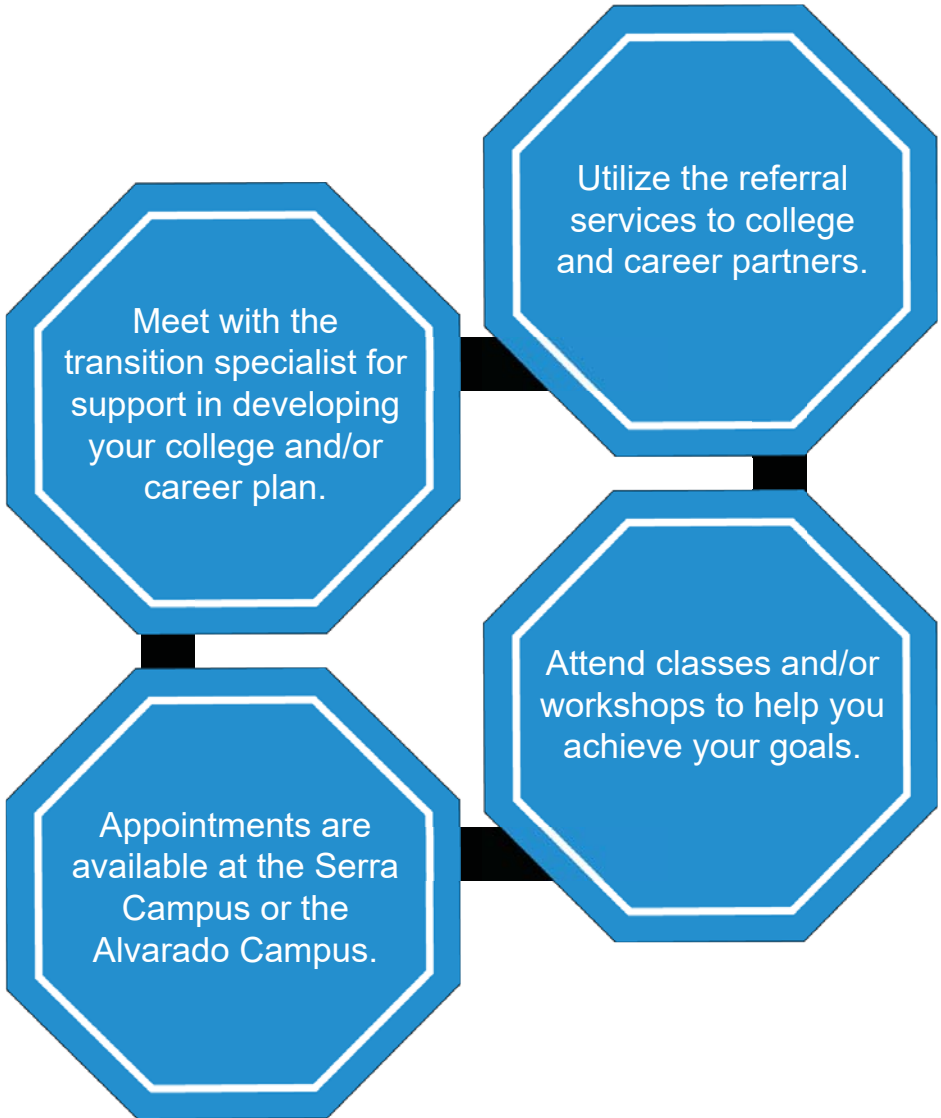 Meet with the
transition specialist for
support in developing
your college and/or
career plan.
Utilize the referral
services to college
and career partners.
Attend classes and/or
workshops to help you
achieve your goals.
Appointments are
available at the Serra
Campus or the
Alvarado Campus.